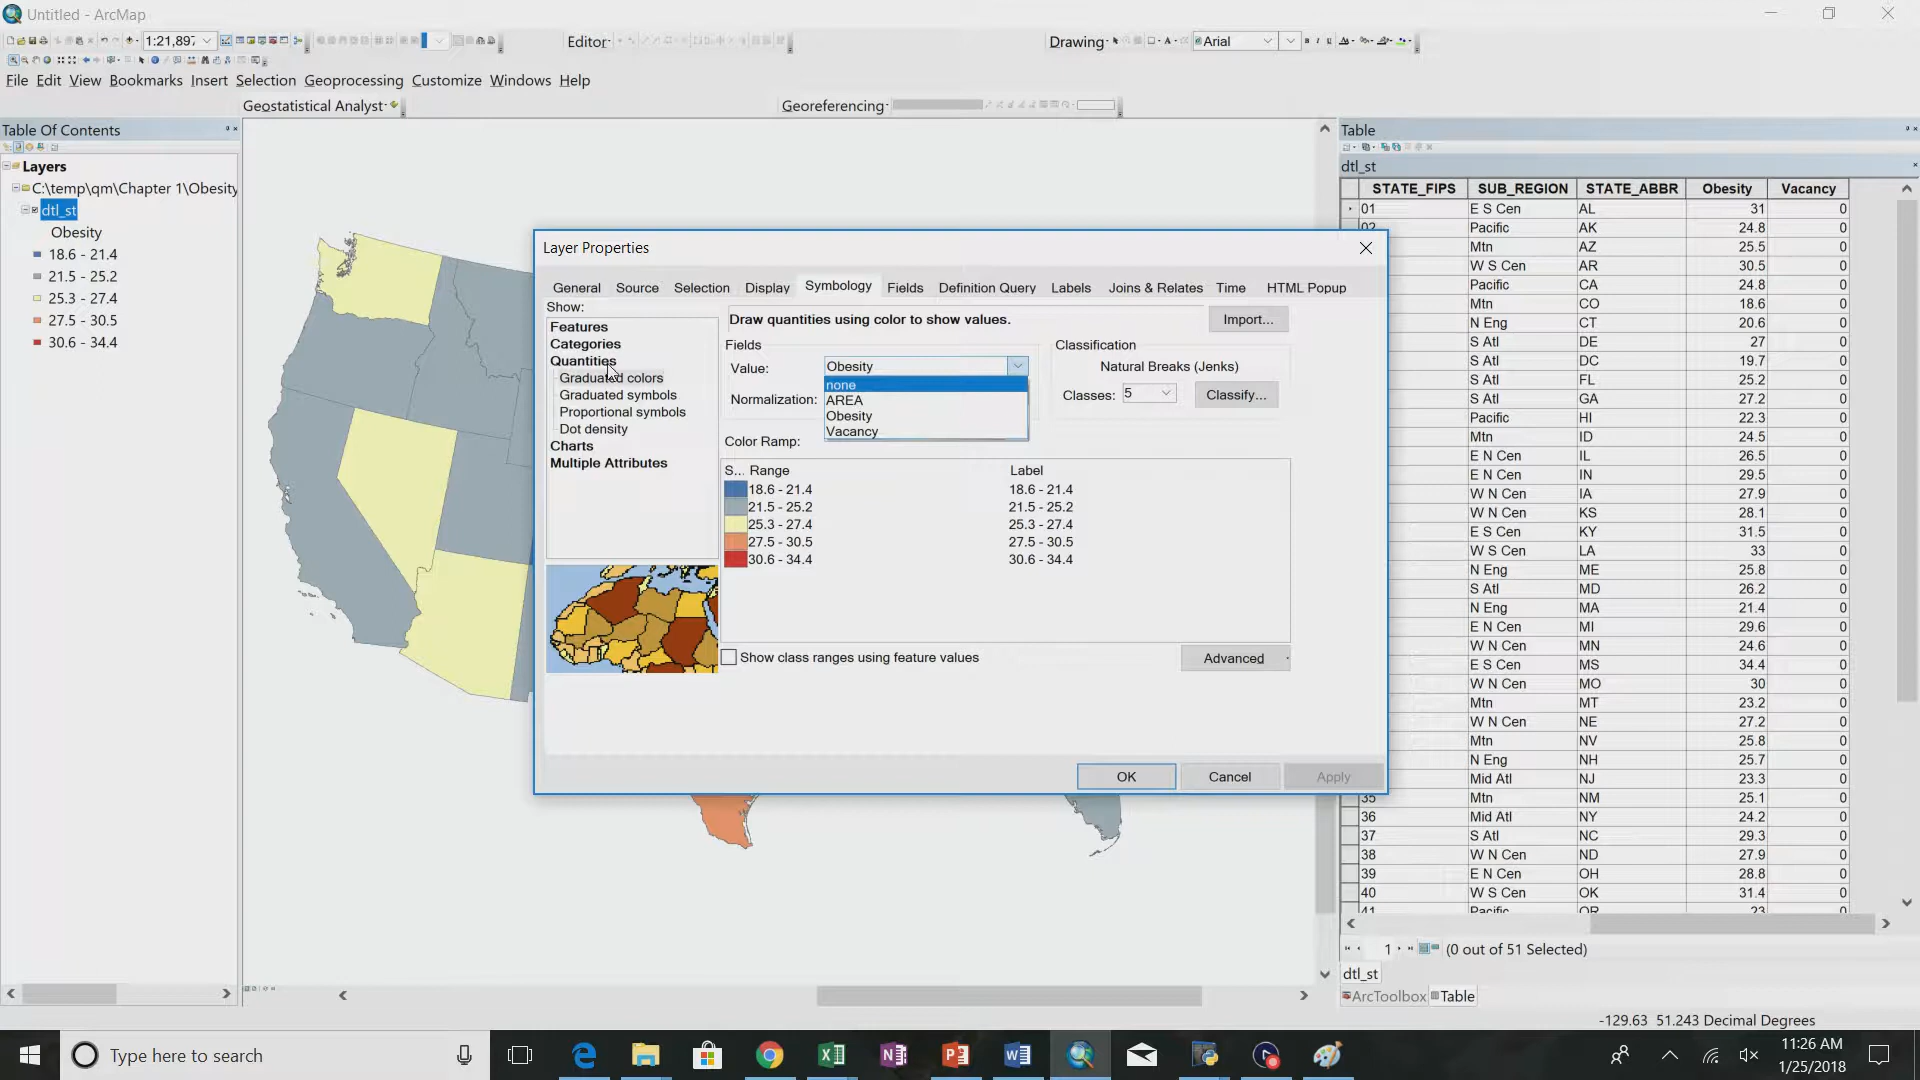 Untitled - ArcMap
1:21,897
Editor
Drawing
Arial
File Edit View Bookmarks Insert Selection Geoprocessing Customize Windows Help
Geostatistical Analyst
Georeferencing
Table Of Contents
Layers
C:\temp\qm\Chapter 1\Obesity
dtl_st
Obesity
18.6 - 21.4
21.5 - 25.2
25.3 - 27.4
27.5 - 30.5
30.6 - 34.4
Layer Properties
General Source Selection Display Symbology Fields Definition Query Labels Joins & Relates Time HTML Popup
Show:
Features
Categories
Quantities
Graduated colors
Graduated symbols
Proportional symbols
Dot density
Charts
Multiple Attributes
Draw quantities using color to show values.
Import...
Fields
Value: Obesity
none
AREA
Obesity
Vacancy
Normalization:
Classification
Natural Breaks (Jenks)
Classes: 5 Classify...
Color Ramp:
S... Range Label
18.6 - 21.4 18.6 - 21.4
21.5 - 25.2 21.5 - 25.2
25.3 - 27.4 25.3 - 27.4
27.5 - 30.5 27.5 - 30.5
30.6 - 34.4 30.6 - 34.4
Show class ranges using feature values
Advanced
OK Cancel Apply
Table
dtl_st
STATE_FIPS SUB_REGION STATE_ABBR Obesity Vacancy
01 E S Cen AL 31 0
02 Pacific AK 24.8 0
Mtn AZ 25.5 0
W S Cen AR 30.5 0
Pacific CA 24.8 0
Mtn CO 18.6 0
N Eng CT 20.6 0
S Atl DE 27 0
S Atl DC 19.7 0
S Atl FL 25.2 0
S Atl GA 27.2 0
Pacific HI 22.3 0
Mtn ID 24.5 0
E N Cen IL 26.5 0
E N Cen IN 29.5 0
W N Cen IA 27.9 0
W N Cen KS 28.1 0
E S Cen KY 31.5 0
W S Cen LA 33 0
N Eng ME 25.8 0
S Atl MD 26.2 0
N Eng MA 21.4 0
E N Cen MI 29.6 0
W N Cen MN 24.6 0
E S Cen MS 34.4 0
W N Cen MO 30 0
Mtn MT 23.2 0
W N Cen NE 27.2 0
Mtn NV 25.8 0
N Eng NH 25.7 0
Mid Atl NJ 23.3 0
35 Mtn NM 25.1 0
36 Mid Atl NY 24.2 0
37 S Atl NC 29.3 0
38 W N Cen ND 27.9 0
39 E N Cen OH 28.8 0
40 W S Cen OK 31.4 0
41 Pacific OR 23 0
1 (0 out of 51 Selected)
dtl_st
ArcToolbox Table
-129.63 51.243 Decimal Degrees
Type here to search
11:26 AM
1/25/2018